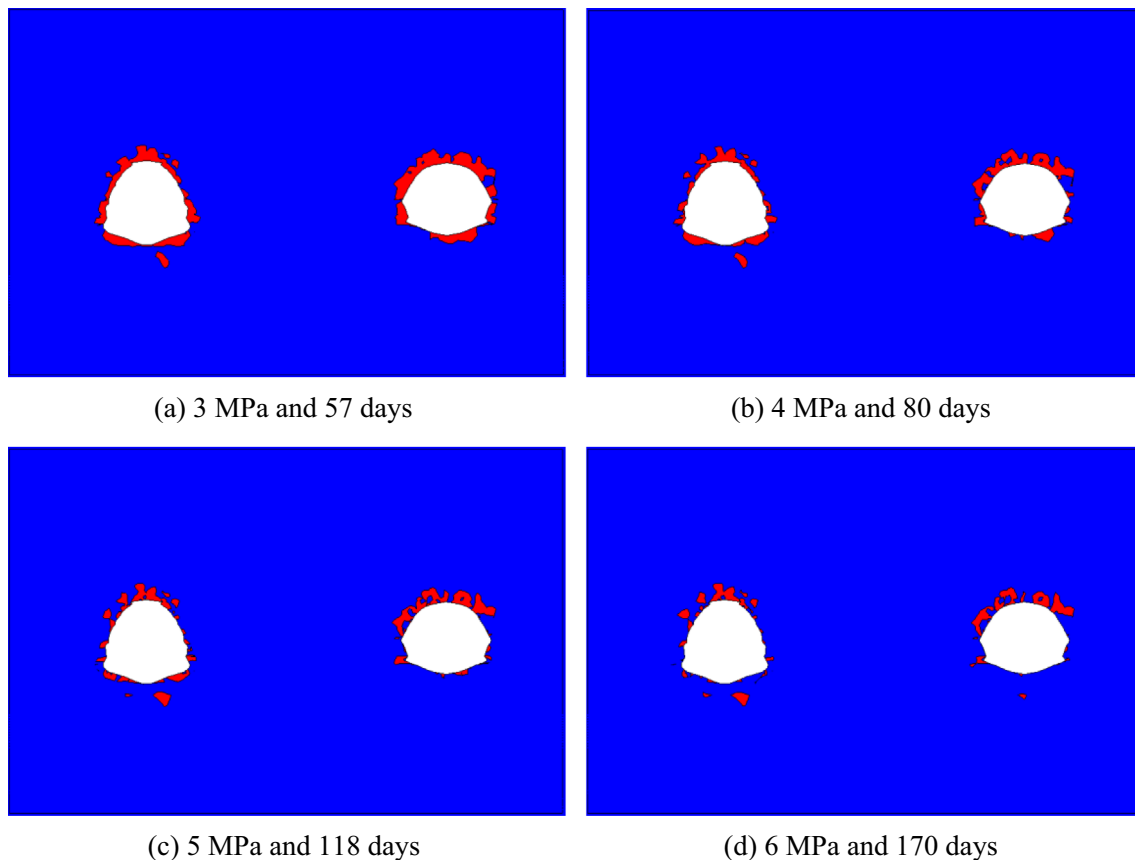 (a) 3 MPa and 57 days
(b) 4 MPa and 80 days
(c) 5 MPa and 118 days
(d) 6 MPa and 170 days